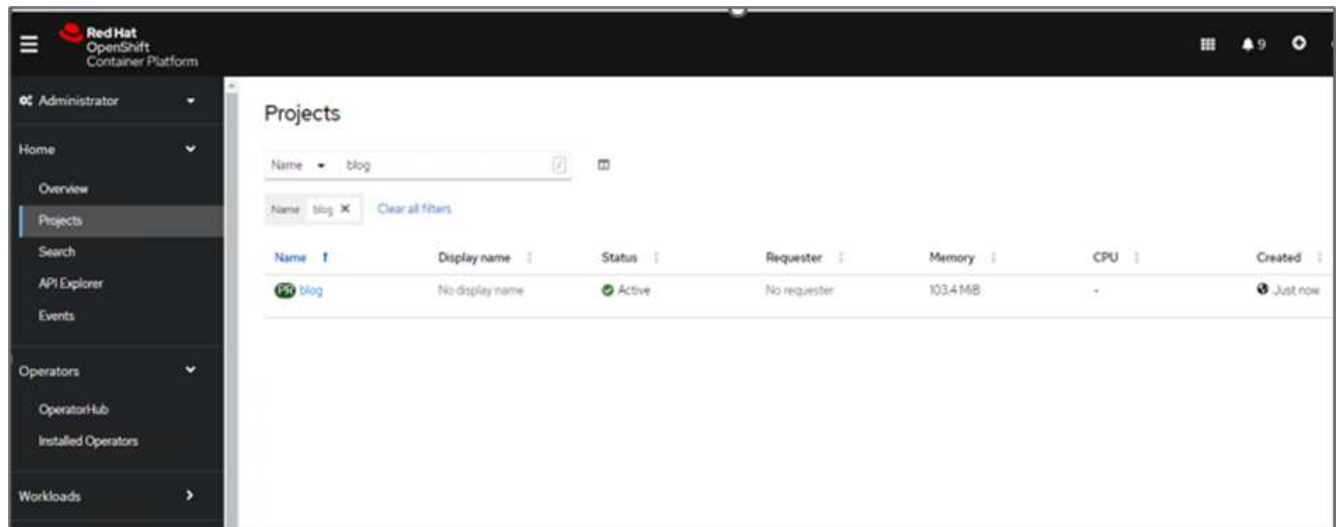 Red Hat
OpenShift
Container Platform
9
Administrator
Home
Overview
Projects
Search
API Explorer
Events
Operators
OperatorHub
Installed Operators
Workloads
Projects
Name blog /
Name blog Clear all filters
Name Display name Status Requester Memory CPU Created
PR blog No display name Active No requester 103.4 MiB - Just now